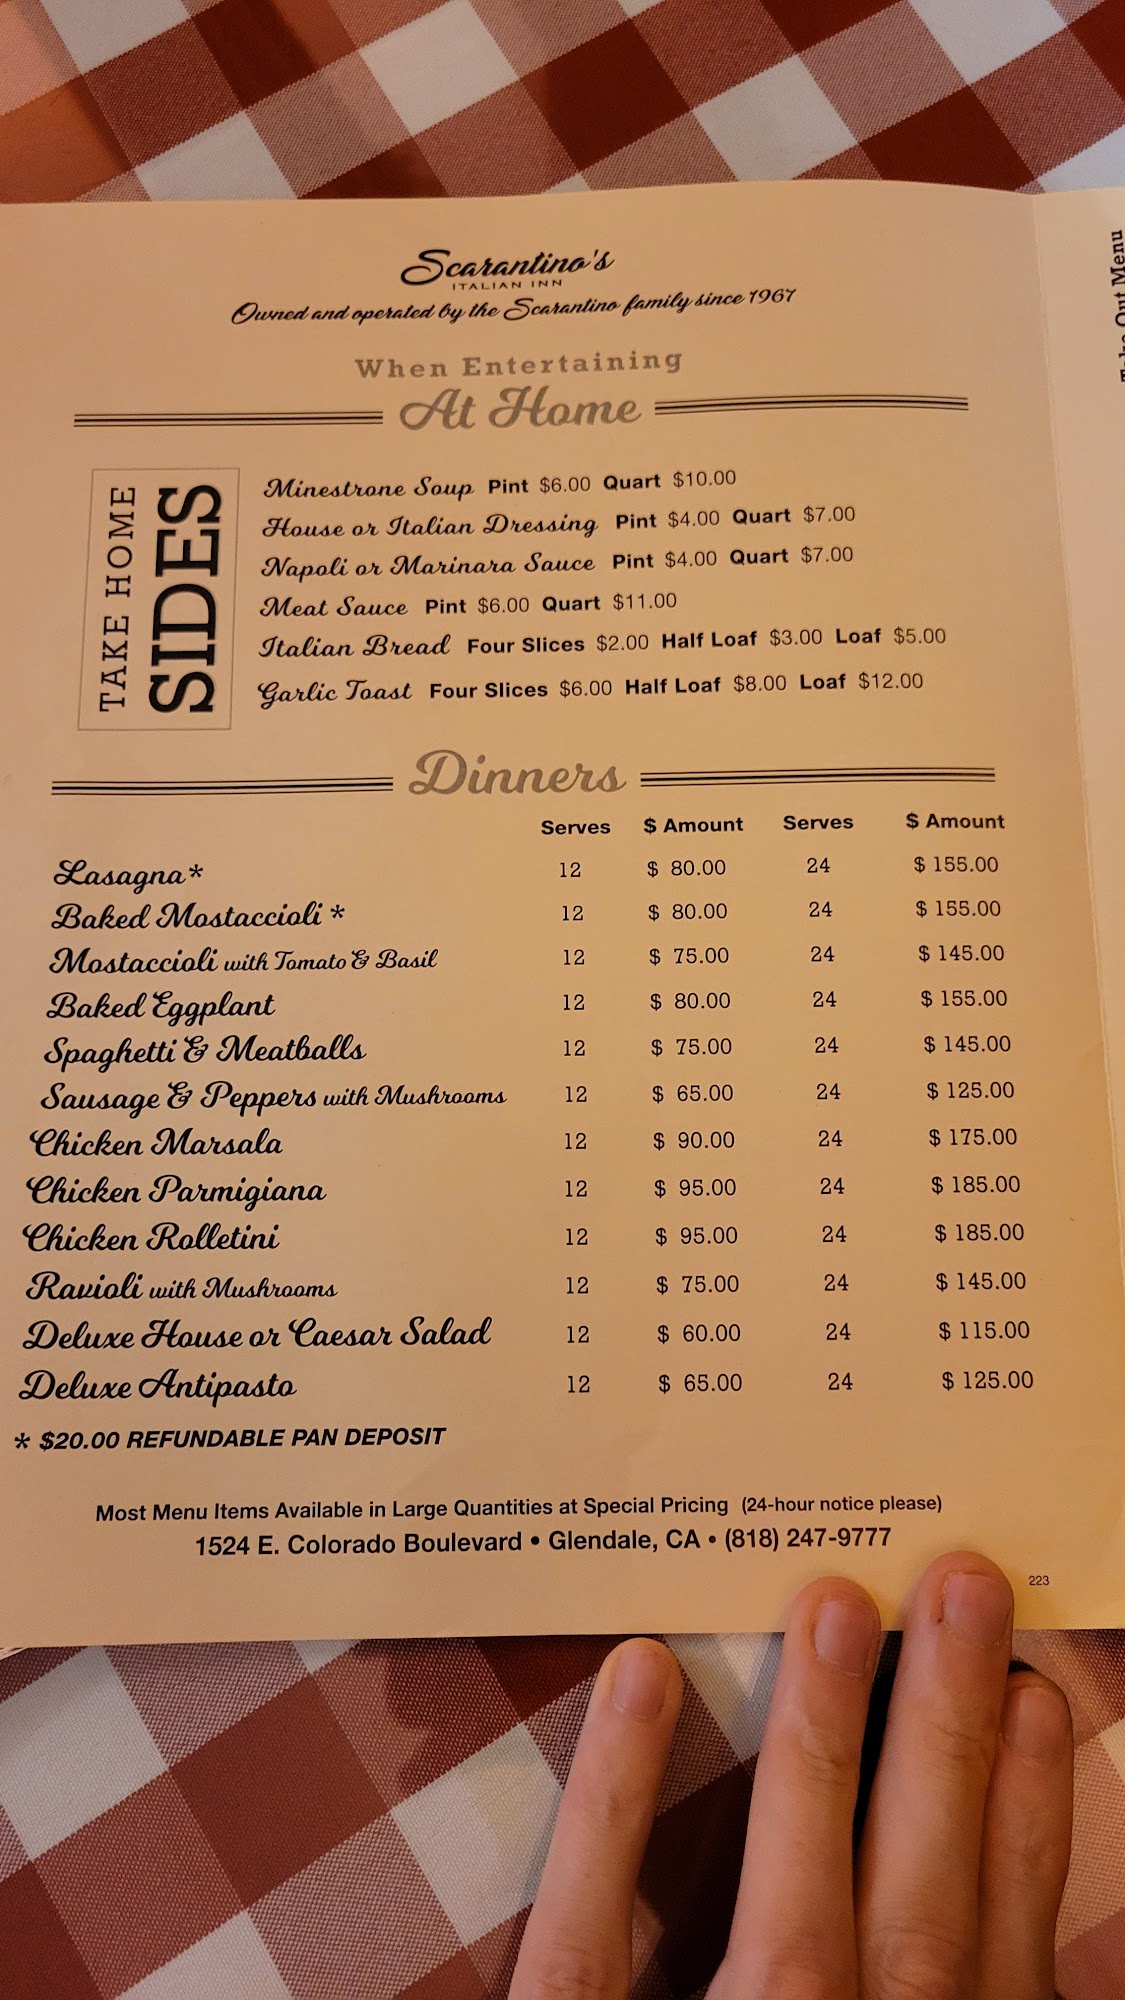 Scarantino's
ITALIAN INN
Owned and operated by the Scarantino family since 1967
When Entertaining
At Home
TAKE HOME
SIDES
Minestrone Soup Pint $6.00 Quart $10.00
House or Italian Dressing Pint $4.00 Quart $7.00
Napoli or Marinara Sauce Pint $4.00 Quart $7.00
Meat Sauce Pint $6.00 Quart $11.00
Italian Bread Four Slices $2.00 Half Loaf $3.00 Loaf $5.00
Garlic Toast Four Slices $6.00 Half Loaf $8.00 Loaf $12.00
Dinners
Serves $ Amount Serves $ Amount
Lasagna* 12 $ 80.00 24 $ 155.00
Baked Mostaccioli * 12 $ 80.00 24 $ 155.00
Mostaccioli with Tomato & Basil 12 $ 75.00 24 $ 145.00
Baked Eggplant 12 $ 80.00 24 $ 155.00
Spaghetti & Meatballs 12 $ 75.00 24 $ 145.00
Sausage & Peppers with Mushrooms 12 $ 65.00 24 $ 125.00
Chicken Marsala 12 $ 90.00 24 $ 175.00
Chicken Parmigiana 12 $ 95.00 24 $ 185.00
Chicken Rolletini 12 $ 95.00 24 $ 185.00
Ravioli with Mushrooms 12 $ 75.00 24 $ 145.00
Deluxe House or Caesar Salad 12 $ 60.00 24 $ 115.00
Deluxe Antipasto 12 $ 65.00 24 $ 125.00
* $20.00 REFUNDABLE PAN DEPOSIT
Most Menu Items Available in Large Quantities at Special Pricing (24-hour notice please)
1524 E. Colorado Boulevard • Glendale, CA • (818) 247-9777
223
Take Out Menu